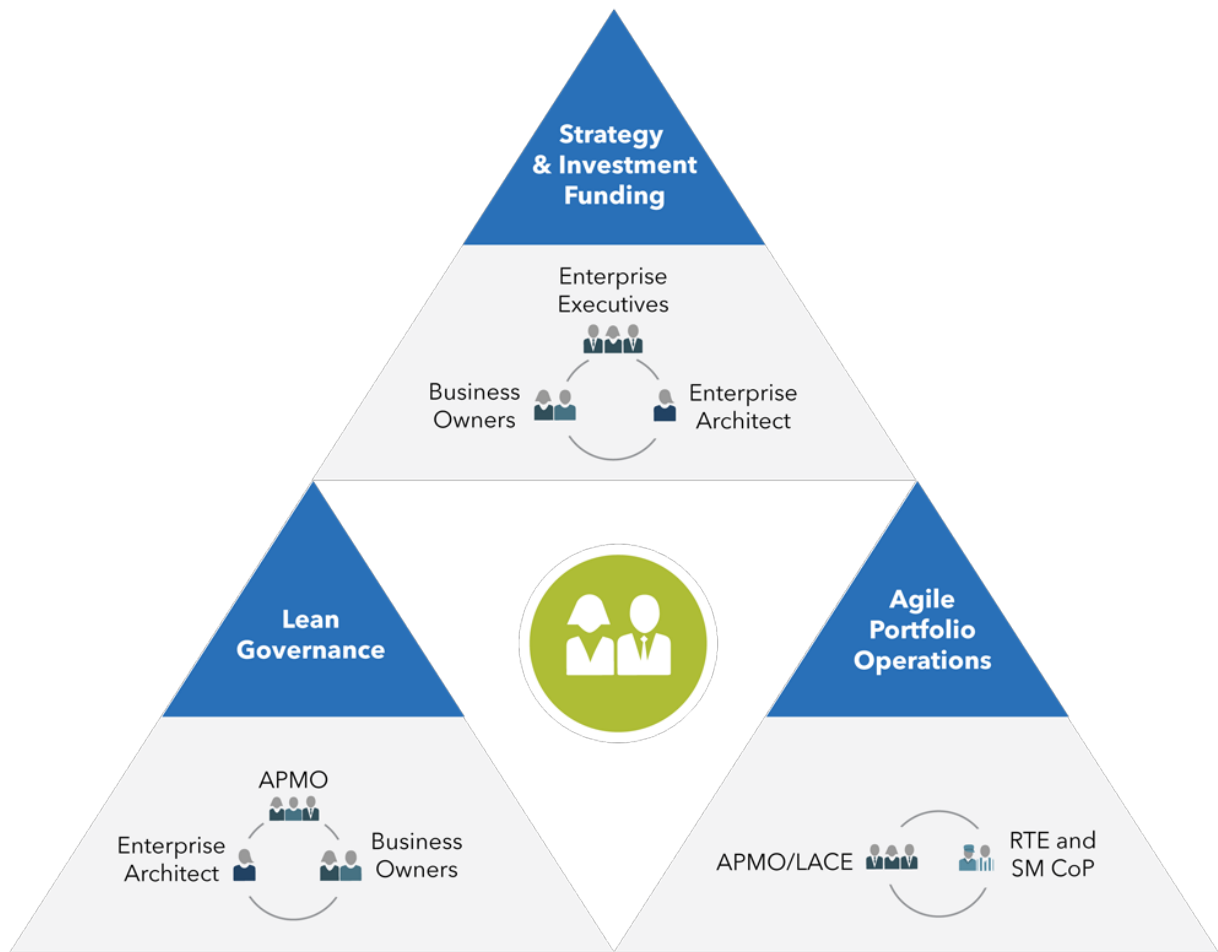 Strategy
& Investment
Funding
Enterprise
Executives
Business
Owners
Enterprise
Architect
Lean
Governance
APMO
Enterprise
Architect
Business
Owners
Agile
Portfolio
Operations
APMO/LACE
RTE and
SM CoP